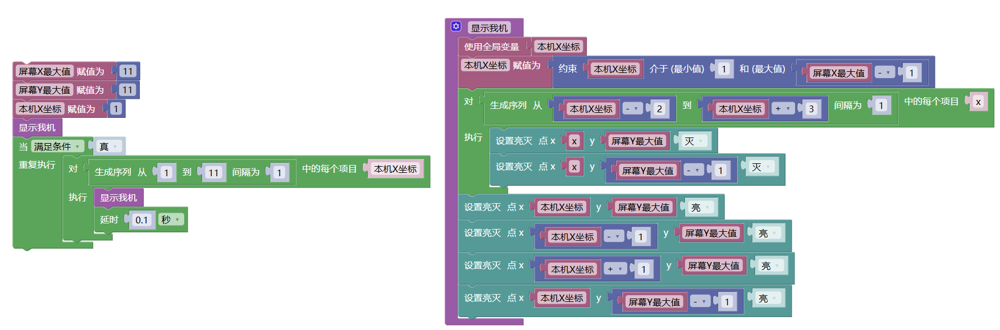 屏幕X最大值 赋值为 11
屏幕Y最大值 赋值为 11
本机X坐标 赋值为 1
显示我机
当 满足条件 真
重复执行 对 生成序列 从 1 到 11 间隔为 1 中的每个项目 本机X坐标
执行 显示我机
延时 0.1 秒
显示我机
使用全局变量 本机X坐标
本机X坐标 赋值为 约束 本机X坐标 介于 (最小值) 1 和 (最大值) 屏幕X最大值 - 1
对 生成序列 从 本机X坐标 - 2 到 本机X坐标 + 3 间隔为 1 中的每个项目 x
执行 设置亮灭 点 x x y 屏幕Y最大值 灭
设置亮灭 点 x x y 屏幕Y最大值 - 1 灭
设置亮灭 点 x 本机X坐标 y 屏幕Y最大值 亮
设置亮灭 点 x 本机X坐标 - 1 y 屏幕Y最大值 亮
设置亮灭 点 x 本机X坐标 + 1 y 屏幕Y最大值 亮
设置亮灭 点 x 本机X坐标 y 屏幕Y最大值 - 1 亮